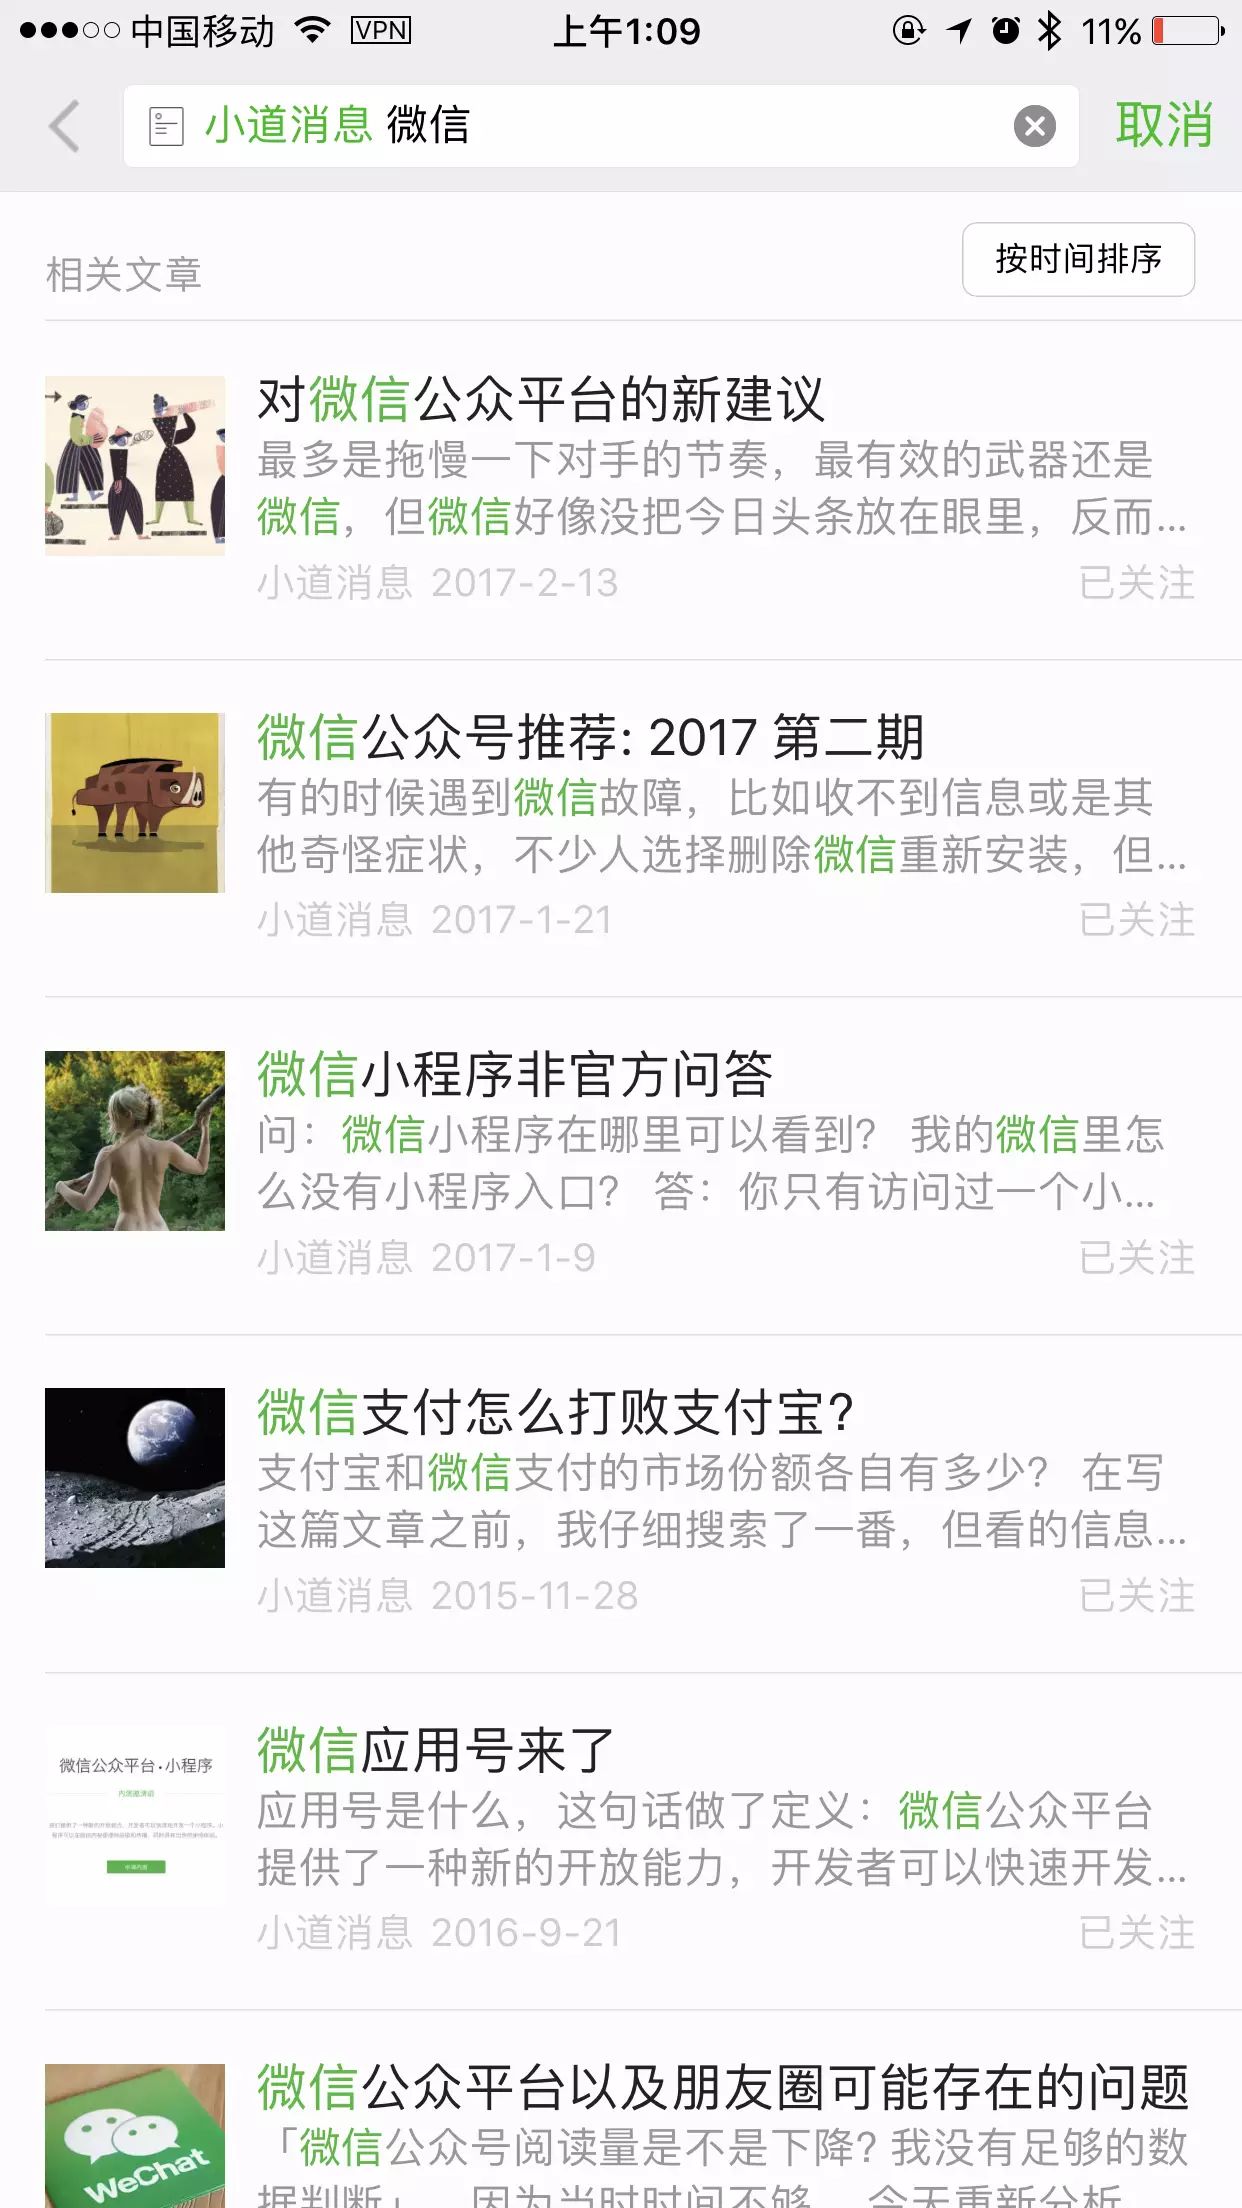 中国移动 VPN 上午1:09 11%
小道消息 微信 取消
相关文章 按时间排序
对微信公众平台的新建议
最多是拖慢一下对手的节奏，最有效的武器还是
微信，但微信好像没把今日头条放在眼里，反而...
小道消息 2017-2-13 已关注
微信公众号推荐: 2017 第二期
有的时候遇到微信故障，比如收不到信息或是其
他奇怪症状，不少人选择删除微信重新安装，但...
小道消息 2017-1-21 已关注
微信小程序非官方问答
问：微信小程序在哪里可以看到？ 我的微信里怎
么没有小程序入口？ 答：你只有访问过一个小...
小道消息 2017-1-9 已关注
微信支付怎么打败支付宝?
支付宝和微信支付的市场份额各自有多少？ 在写
这篇文章之前，我仔细搜索了一番，但看的信息...
小道消息 2015-11-28 已关注
微信公众平台·小程序
微信应用号来了
应用号是什么，这句话做了定义：微信公众平台
提供了一种新的开放能力，开发者可以快速开发...
小道消息 2016-9-21 已关注
WeChat
微信公众平台以及朋友圈可能存在的问题
「微信公众号阅读量是不是下降? 我没有足够的数
据判断」，因为当时时间不够，今天重新分析